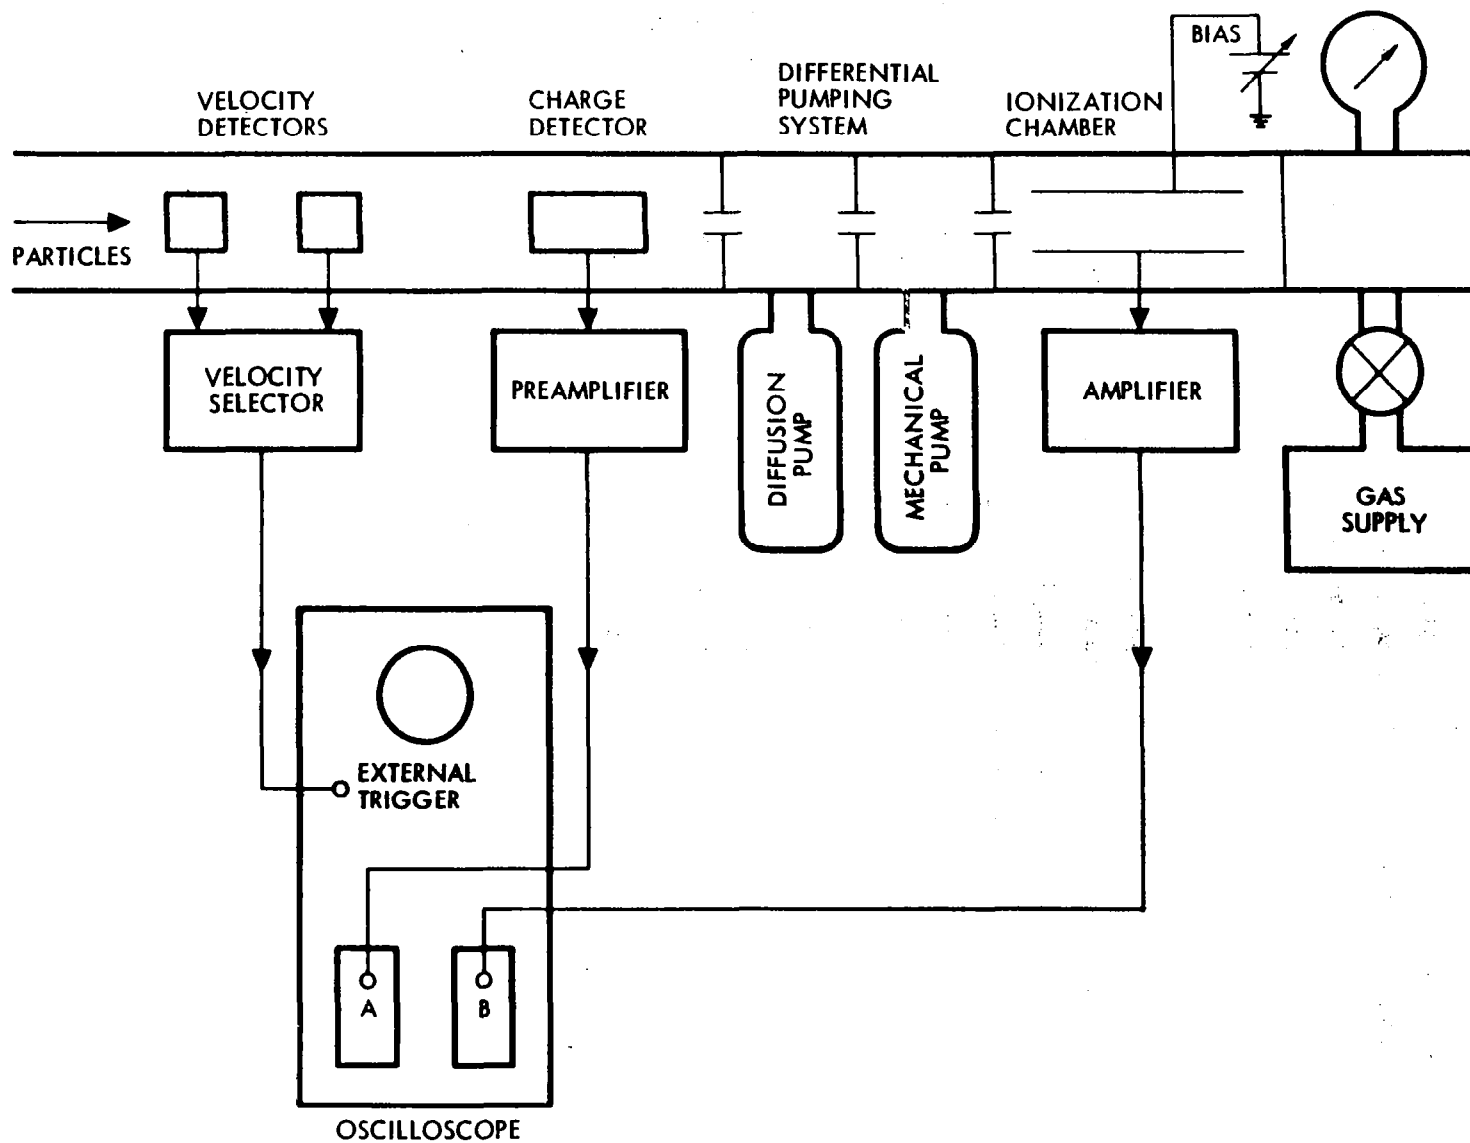 VELOCITY
DETECTORS
CHARGE
DETECTOR
DIFFERENTIAL
PUMPING
SYSTEM
IONIZATION
CHAMBER
BIAS
PARTICLES
VELOCITY
SELECTOR
PREAMPLIFIER
DIFFUSION
PUMP
MECHANICAL
PUMP
AMPLIFIER
GAS
SUPPLY
EXTERNAL
TRIGGER
A
B
OSCILLOSCOPE